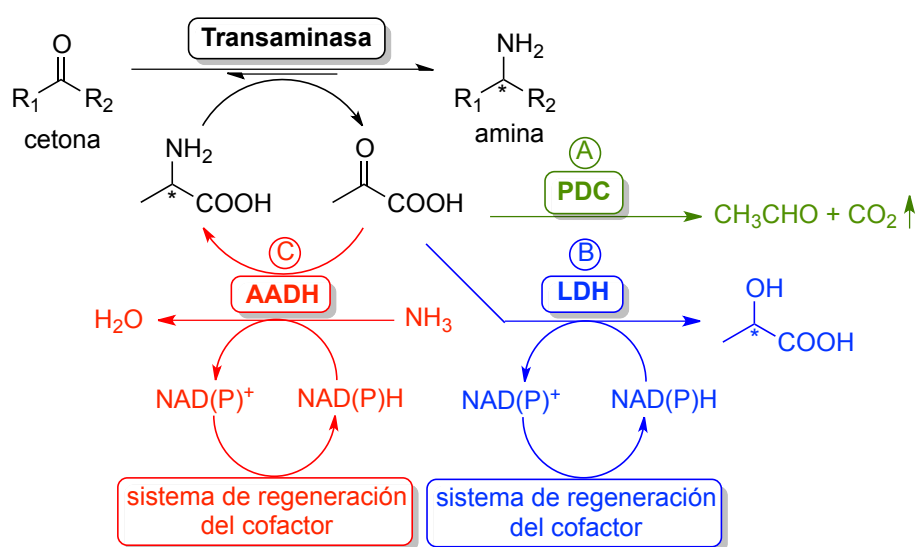 Transaminasa
O
R1 R2
cetona
NH2
R1 * R2
amina
NH2
* COOH
O
COOH
A
PDC
CH3CHO + CO2
C
AADH
H2O
NH3
B
LDH
OH
* COOH
NAD(P)+ NAD(P)H
NAD(P)+ NAD(P)H
sistema de regeneración
del cofactor
sistema de regeneración
del cofactor